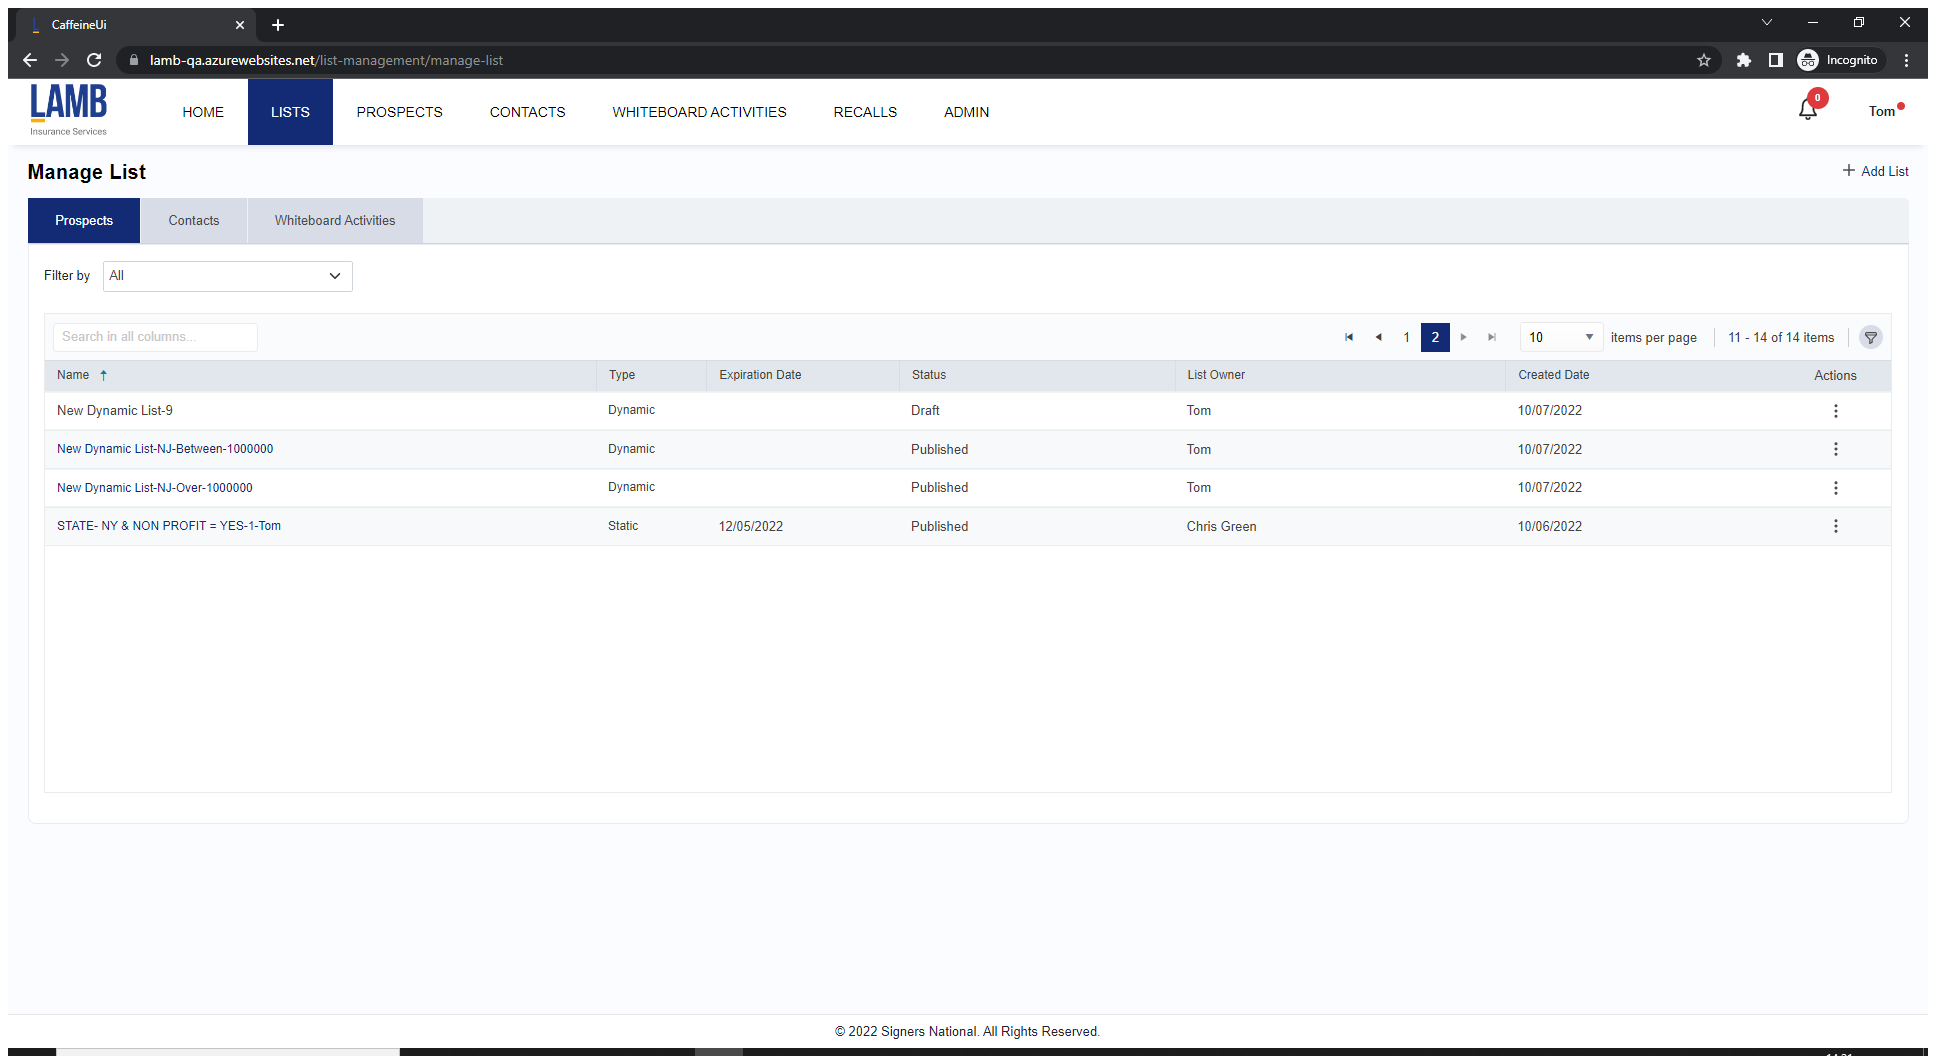 CaffeineUi
lamb-qa.azurewebsites.net/list-management/manage-list
Incognito
LAMB
Insurance Services
HOME LISTS PROSPECTS CONTACTS WHITEBOARD ACTIVITIES RECALLS ADMIN
0
Tom
Manage List
+ Add List
Prospects Contacts Whiteboard Activities
Filter by All
Search in all columns...
1 2 10 items per page 11 - 14 of 14 items
Name Type Expiration Date Status List Owner Created Date Actions
New Dynamic List-9 Dynamic Draft Tom 10/07/2022
New Dynamic List-NJ-Between-1000000 Dynamic Published Tom 10/07/2022
New Dynamic List-NJ-Over-1000000 Dynamic Published Tom 10/07/2022
STATE- NY & NON PROFIT = YES-1-Tom Static 12/05/2022 Published Chris Green 10/06/2022
© 2022 Signers National. All Rights Reserved.